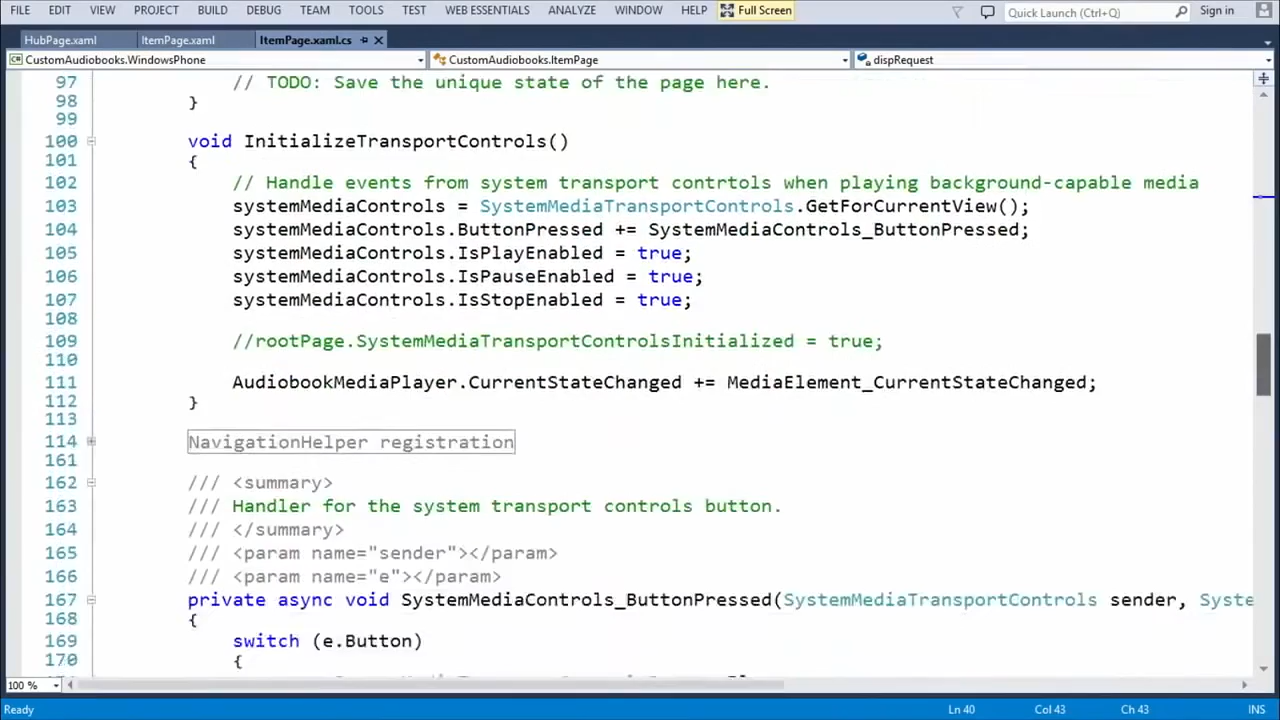 FILE EDIT VIEW PROJECT BUILD DEBUG TEAM TOOLS TEST WEB ESSENTIALS ANALYZE WINDOW HELP Full Screen Quick Launch (Ctrl+Q) Sign in
HubPage.xaml ItemPage.xaml ItemPage.xaml.cs
CustomAudiobooks.WindowsPhone CustomAudiobooks.ItemPage dispRequest
97 // TODO: Save the unique state of the page here.
98 }
99
100 void InitializeTransportControls()
101 {
102 // Handle events from system transport contrtols when playing background-capable media
103 systemMediaControls = SystemMediaTransportControls.GetForCurrentView();
104 systemMediaControls.ButtonPressed += SystemMediaControls_ButtonPressed;
105 systemMediaControls.IsPlayEnabled = true;
106 systemMediaControls.IsPauseEnabled = true;
107 systemMediaControls.IsStopEnabled = true;
108
109 //rootPage.SystemMediaTransportControlsInitialized = true;
110
111 AudiobookMediaPlayer.CurrentStateChanged += MediaElement_CurrentStateChanged;
112 }
113
114 NavigationHelper registration
161
162 /// <summary>
163 /// Handler for the system transport controls button.
164 /// </summary>
165 /// <param name="sender"></param>
166 /// <param name="e"></param>
167 private async void SystemMediaControls_ButtonPressed(SystemMediaTransportControls sender, Syste
168 {
169 switch (e.Button)
170 {
100 %
Ready Ln 40 Col 43 Ch 43 INS